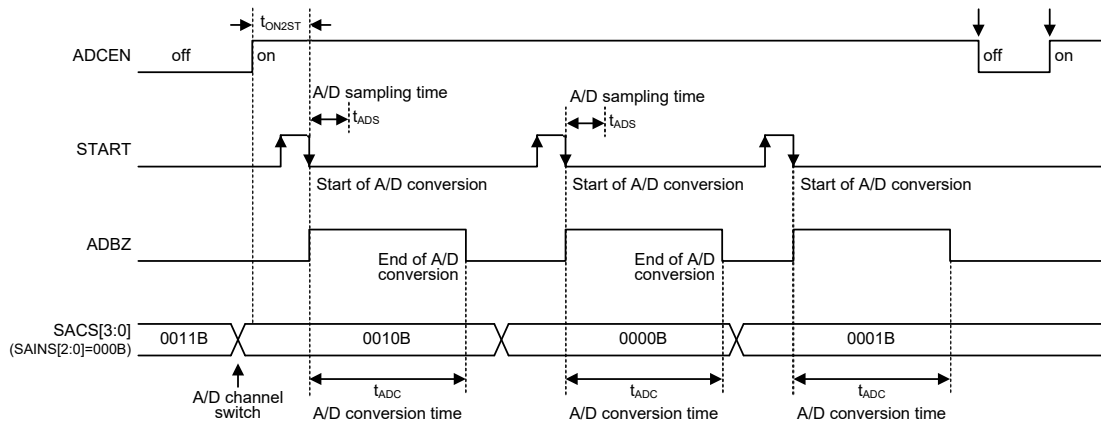 tON2ST
ADCEN off on off on
A/D sampling time A/D sampling time
tADS tADS
START
Start of A/D conversion Start of A/D conversion Start of A/D conversion
ADBZ
End of A/D conversion End of A/D conversion
SACS[3:0] 0011B 0010B 0000B 0001B
(SAINS[2:0]=000B)
A/D channel switch
tADC tADC tADC
A/D conversion time A/D conversion time A/D conversion time